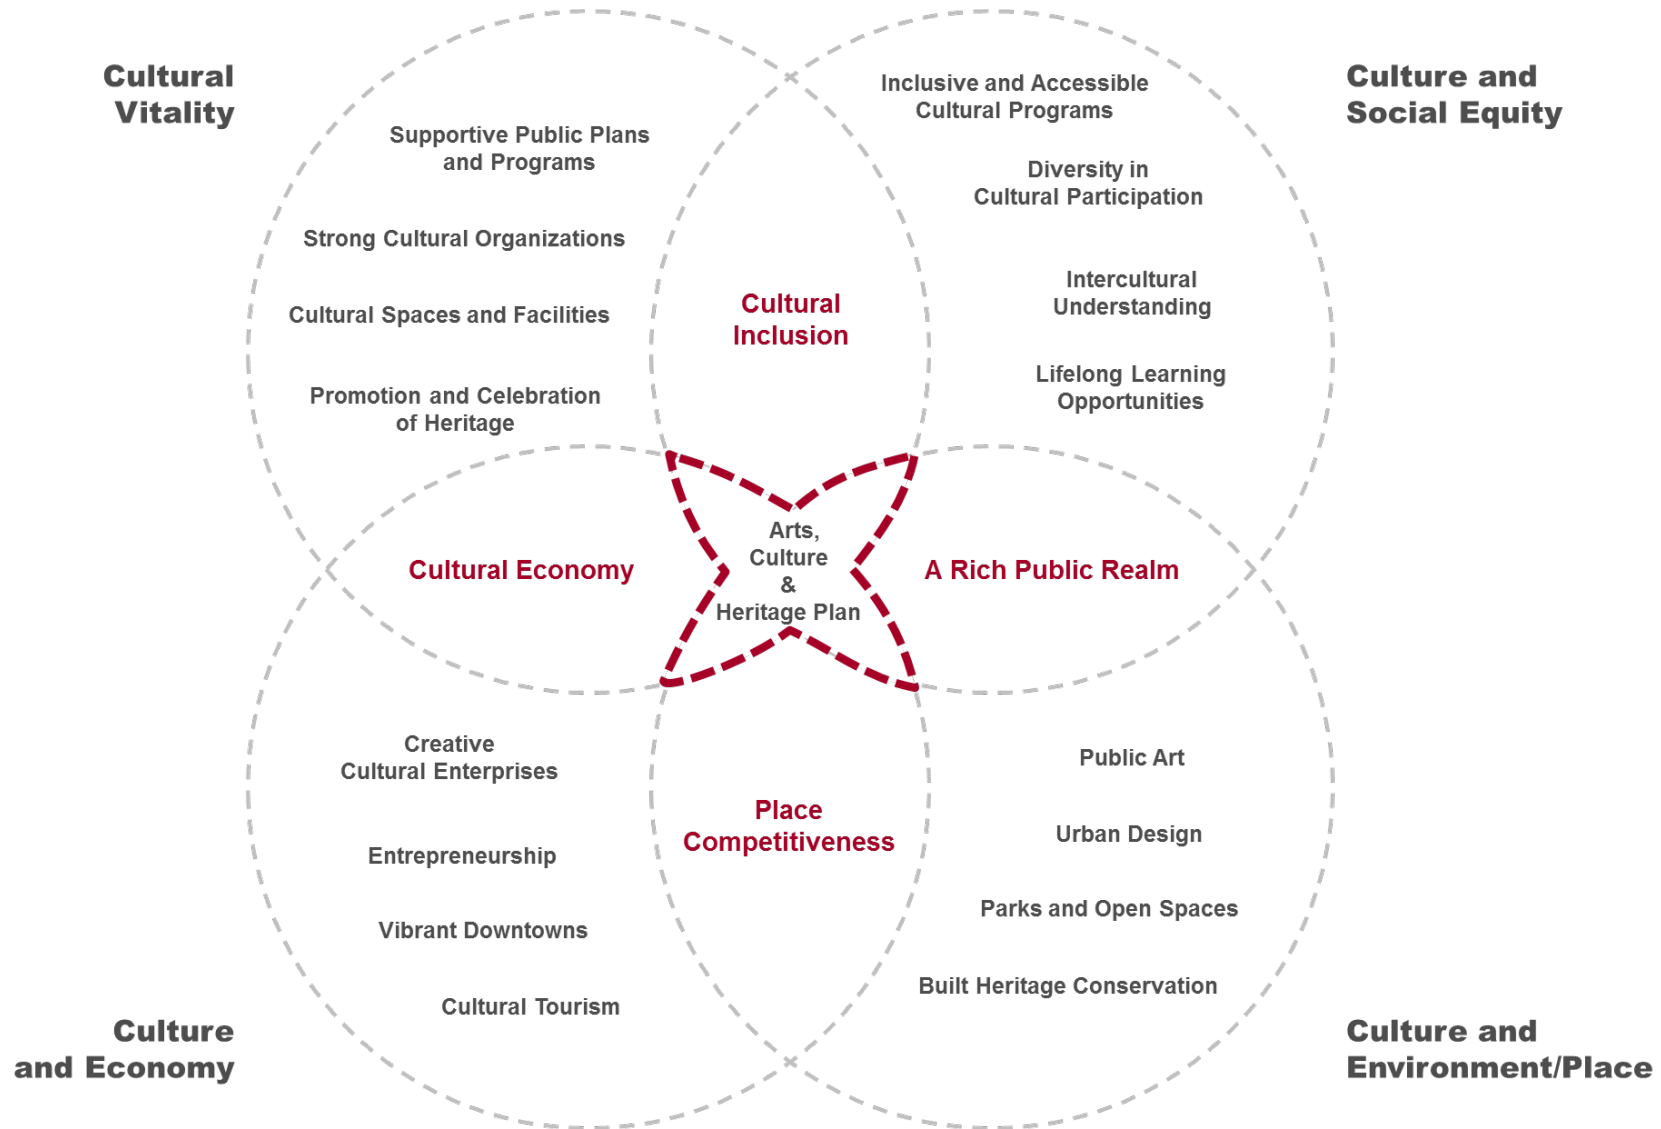 Cultural
Vitality
Supportive Public Plans
and Programs
Strong Cultural Organizations
Cultural Spaces and Facilities
Promotion and Celebration
of Heritage
Culture and
Social Equity
Inclusive and Accessible
Cultural Programs
Diversity in
Cultural Participation
Intercultural
Understanding
Lifelong Learning
Opportunities
Cultural
Inclusion
Cultural Economy
Arts,
Culture
&
Heritage Plan
A Rich Public Realm
Place
Competitiveness
Creative
Cultural Enterprises
Entrepreneurship
Vibrant Downtowns
Cultural Tourism
Culture
and Economy
Public Art
Urban Design
Parks and Open Spaces
Built Heritage Conservation
Culture and
Environment/Place